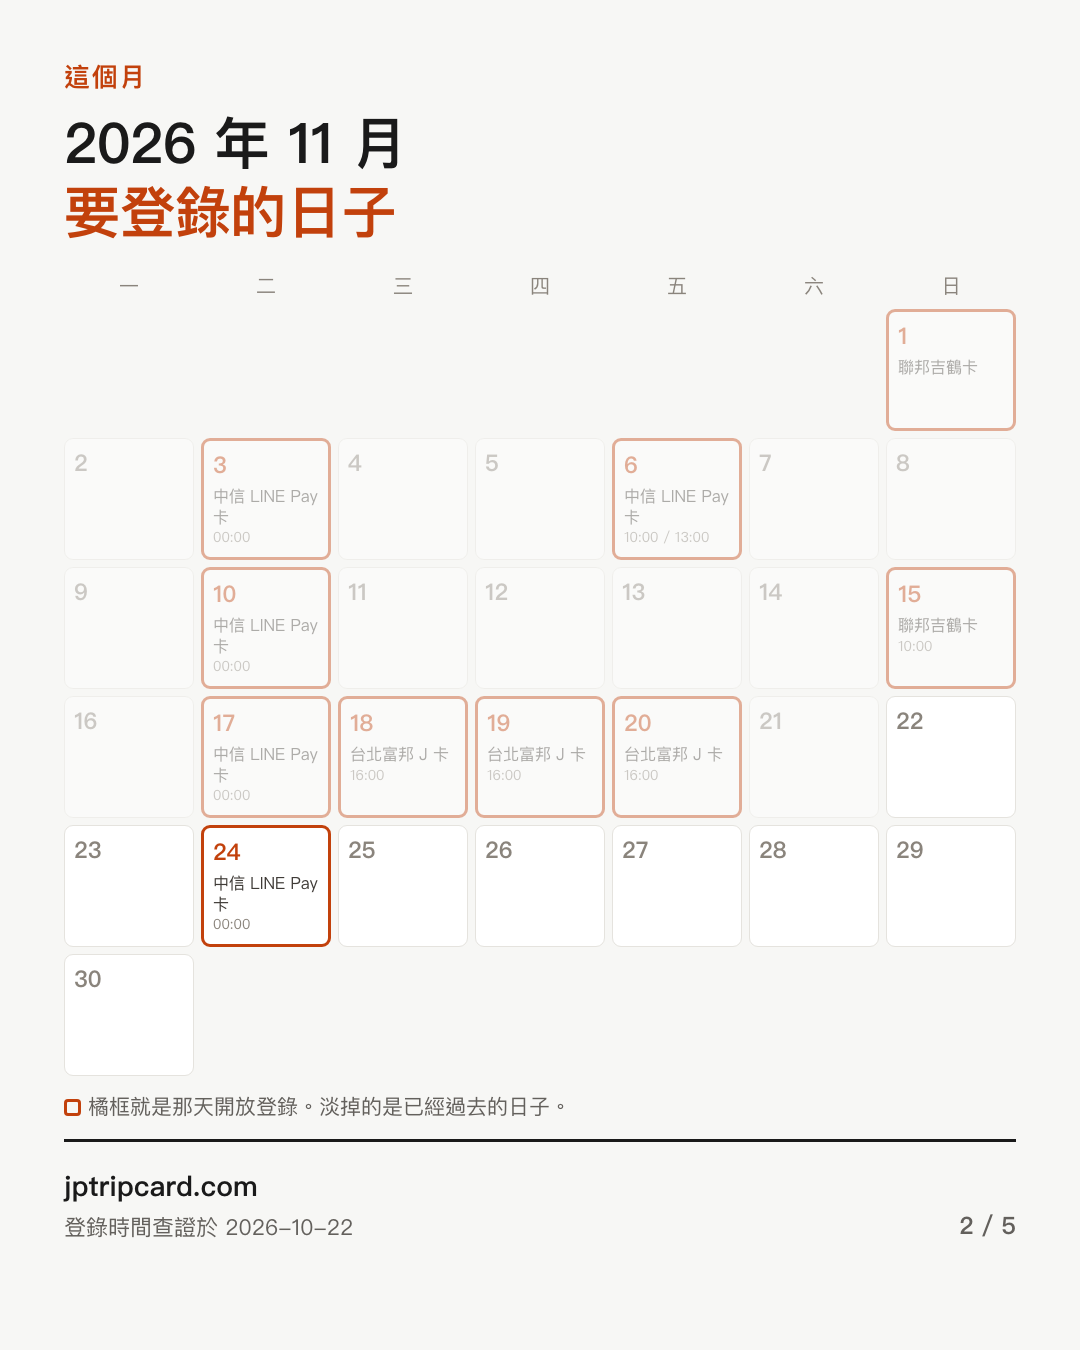 這個月
2026 年 11 月
要登錄的日子
一 二 三 四 五 六 日
1
聯邦吉鶴卡
2
3
中信 LINE Pay
卡
00:00
4
5
6
中信 LINE Pay
卡
10:00 / 13:00
7
8
9
10
中信 LINE Pay
卡
00:00
11
12
13
14
15
聯邦吉鶴卡
10:00
16
17
中信 LINE Pay
卡
00:00
18
台北富邦 J 卡
16:00
19
台北富邦 J 卡
16:00
20
台北富邦 J 卡
16:00
21
22
23
24
中信 LINE Pay
卡
00:00
25
26
27
28
29
30
橘框就是那天開放登錄。淡掉的是已經過去的日子。
jptripcard.com
登錄時間查證於 2026–10–22
2 / 5